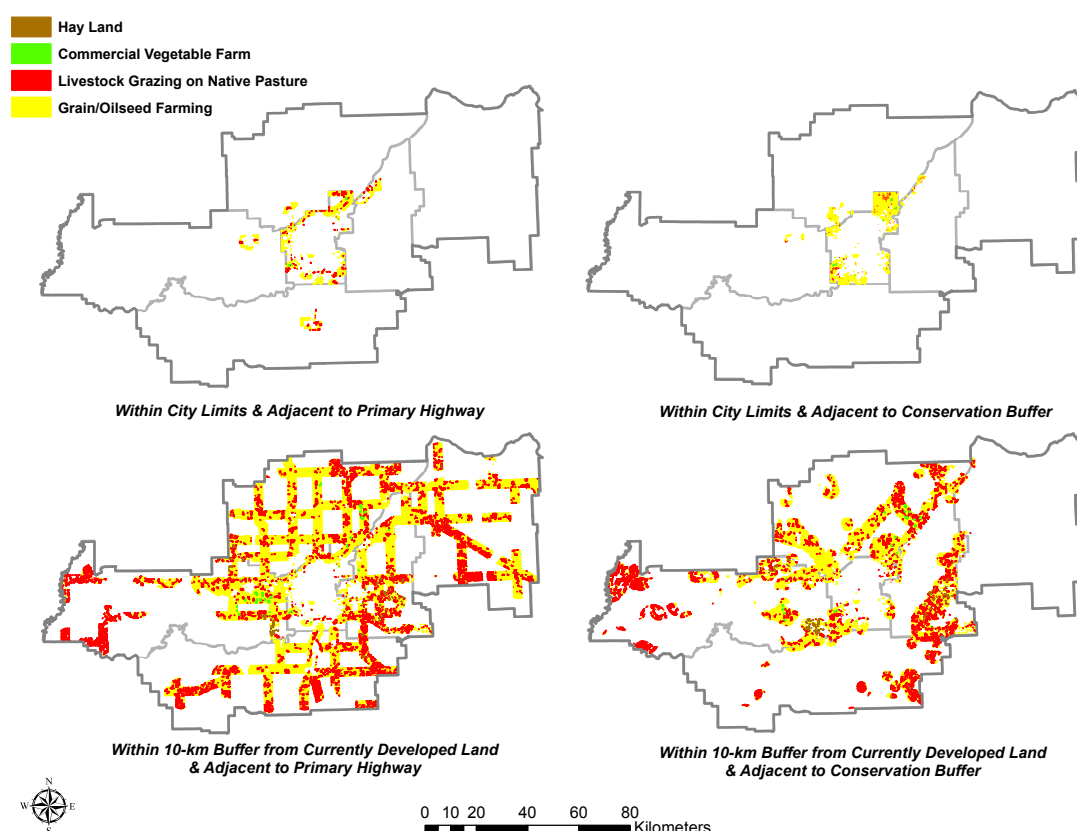 Hay Land
Commercial Vegetable Farm
Livestock Grazing on Native Pasture
Grain/Oilseed Farming
Within City Limits & Adjacent to Primary Highway
Within City Limits & Adjacent to Conservation Buffer
Within 10-km Buffer from Currently Developed Land
& Adjacent to Primary Highway
Within 10-km Buffer from Currently Developed Land
& Adjacent to Conservation Buffer
N
W E
S
0 10 20 40 60 80
Kilometers